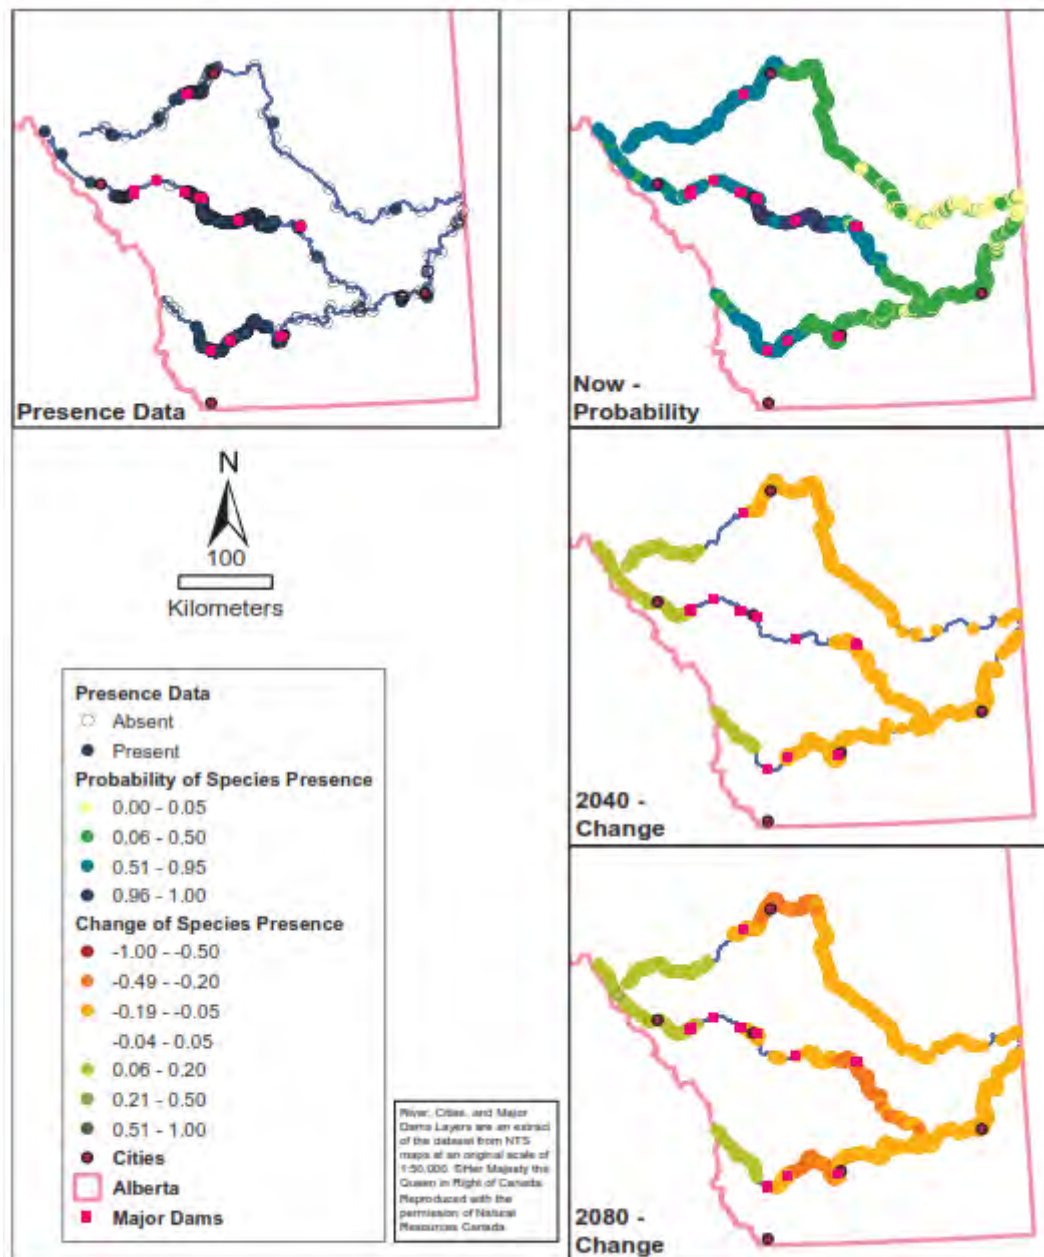 Presence Data
Now -
Probability
N
100
Kilometers
2040 -
Change
Presence Data
Absent
Present
Probability of Species Presence
0.00 - 0.05
0.06 - 0.50
0.51 - 0.95
0.96 - 1.00
Change of Species Presence
-1.00 - -0.50
-0.49 - -0.20
-0.19 - -0.05
-0.04 - 0.05
0.06 - 0.20
0.21 - 0.50
0.51 - 1.00
Cities
Alberta
Major Dams
River, Cities, and Major
Dams Layers are an extract
of the dataset from NTS
maps at an original scale of
1:50,000. ©Her Majesty the
Queen in Right of Canada.
Reproduced with the
permission of Natural
Resources Canada
2080 -
Change